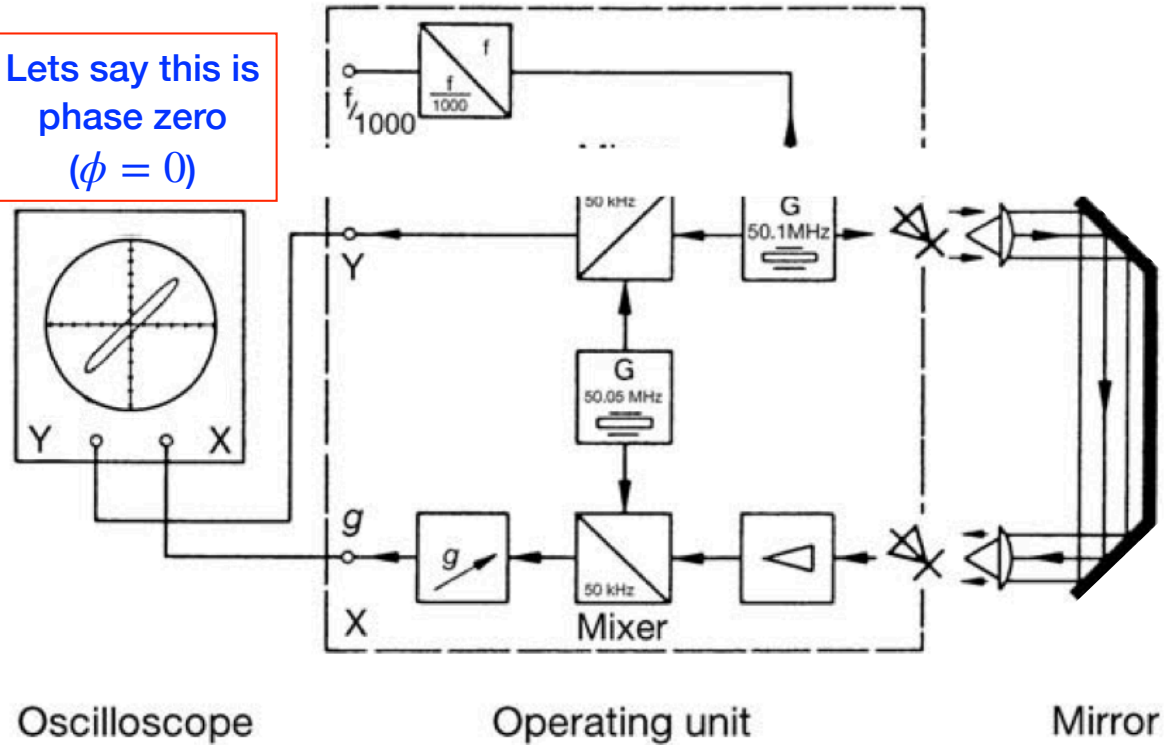 Lets say this is
phase zero
(ϕ = 0)
f
f/1000
f/1000
50 kHz
G
50.1MHz
Y
G
50.05 MHz
Y X
g
g
50 kHz
X
Mixer
Oscilloscope Operating unit Mirror